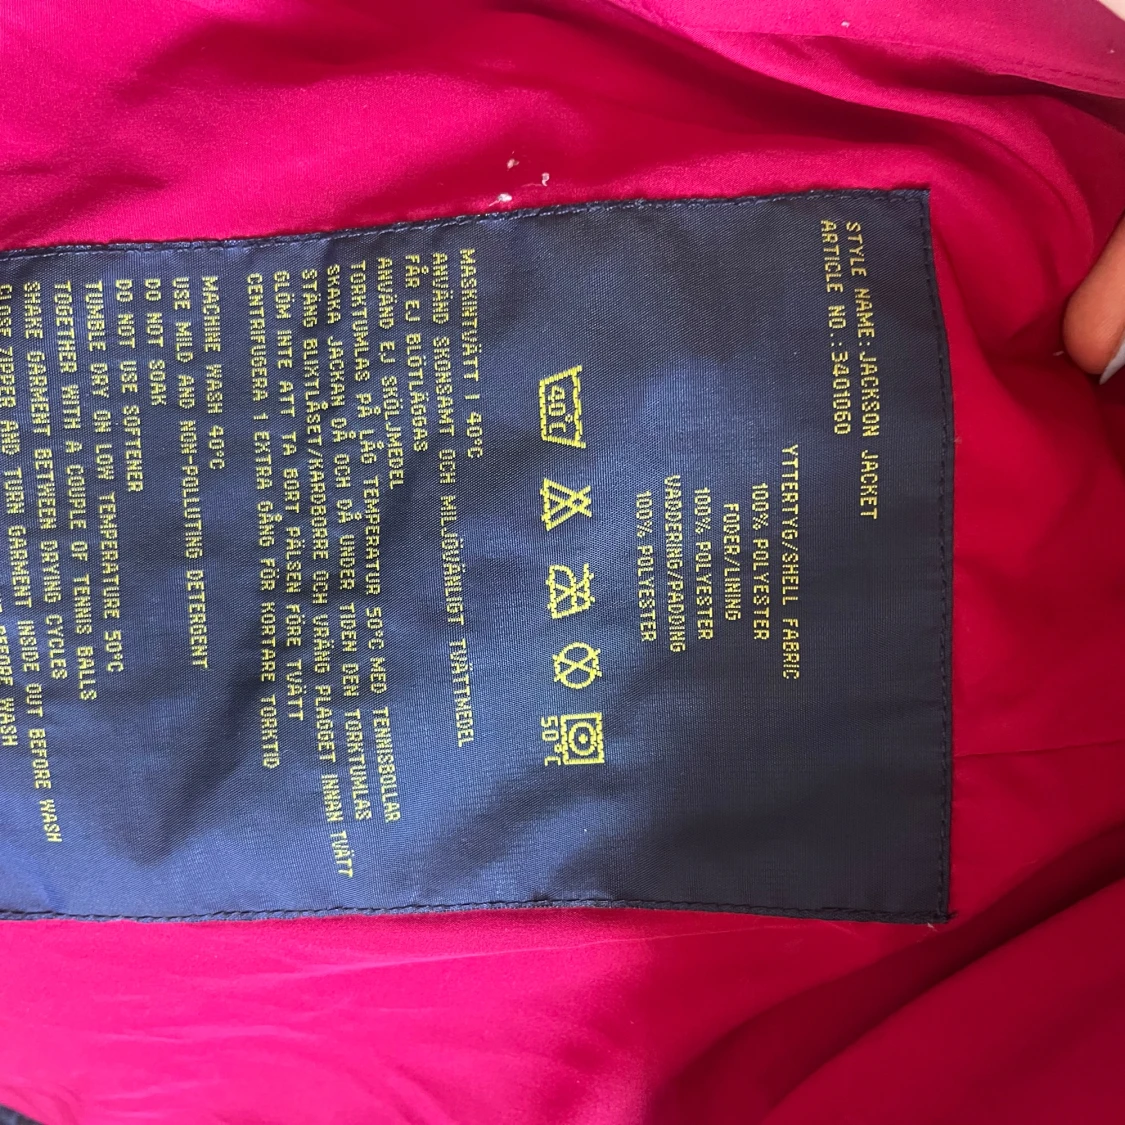 STYLE NAME: JACKSON JACKET
ARTICLE NO.: 3401060
YTTERTYG/SHELL FABRIC
100% POLYESTER
FODER/LINING
100% POLYESTER
VADDERING/PADDING
100% POLYESTER
40°C
50°C
MASKINTVÄTT I 40°C
ANVÄND SKONSAMT OCH MILJÖVÄNLIGT TVÄTTMEDEL
FÅR EJ BLÖTLÄGGAS
ANVÄND EJ SKÖLJMEDEL
TORKTUMLAS PÅ LÅG TEMPERATUR 50°C MED TENNISBOLLAR
SKAKA JACKAN DÅ OCH DÅ UNDER TIDEN DEN TORKTUMLAS
STÄNG BLIXTLÅSET/KARDBORRE OCH VRÄNG PLAGGET INNAN TVÄTT
GLÖM INTE ATT TA BORT PÄLSEN FÖRE TVÄTT
CENTRIFUGERA 1 EXTRA GÅNG FÖR KORTARE TORKTID
MACHINE WASH 40°C
USE MILD AND NON-POLLUTING DETERGENT
DO NOT SOAK
DO NOT USE SOFTENER
TUMBLE DRY ON LOW TEMPERATURE 50°C
TOGETHER WITH A COUPLE OF TENNIS BALLS
SHAKE GARMENT BETWEEN DRYING CYCLES
CLOSE ZIPPER AND TURN GARMENT INSIDE OUT BEFORE WASH
BEFORE WASH